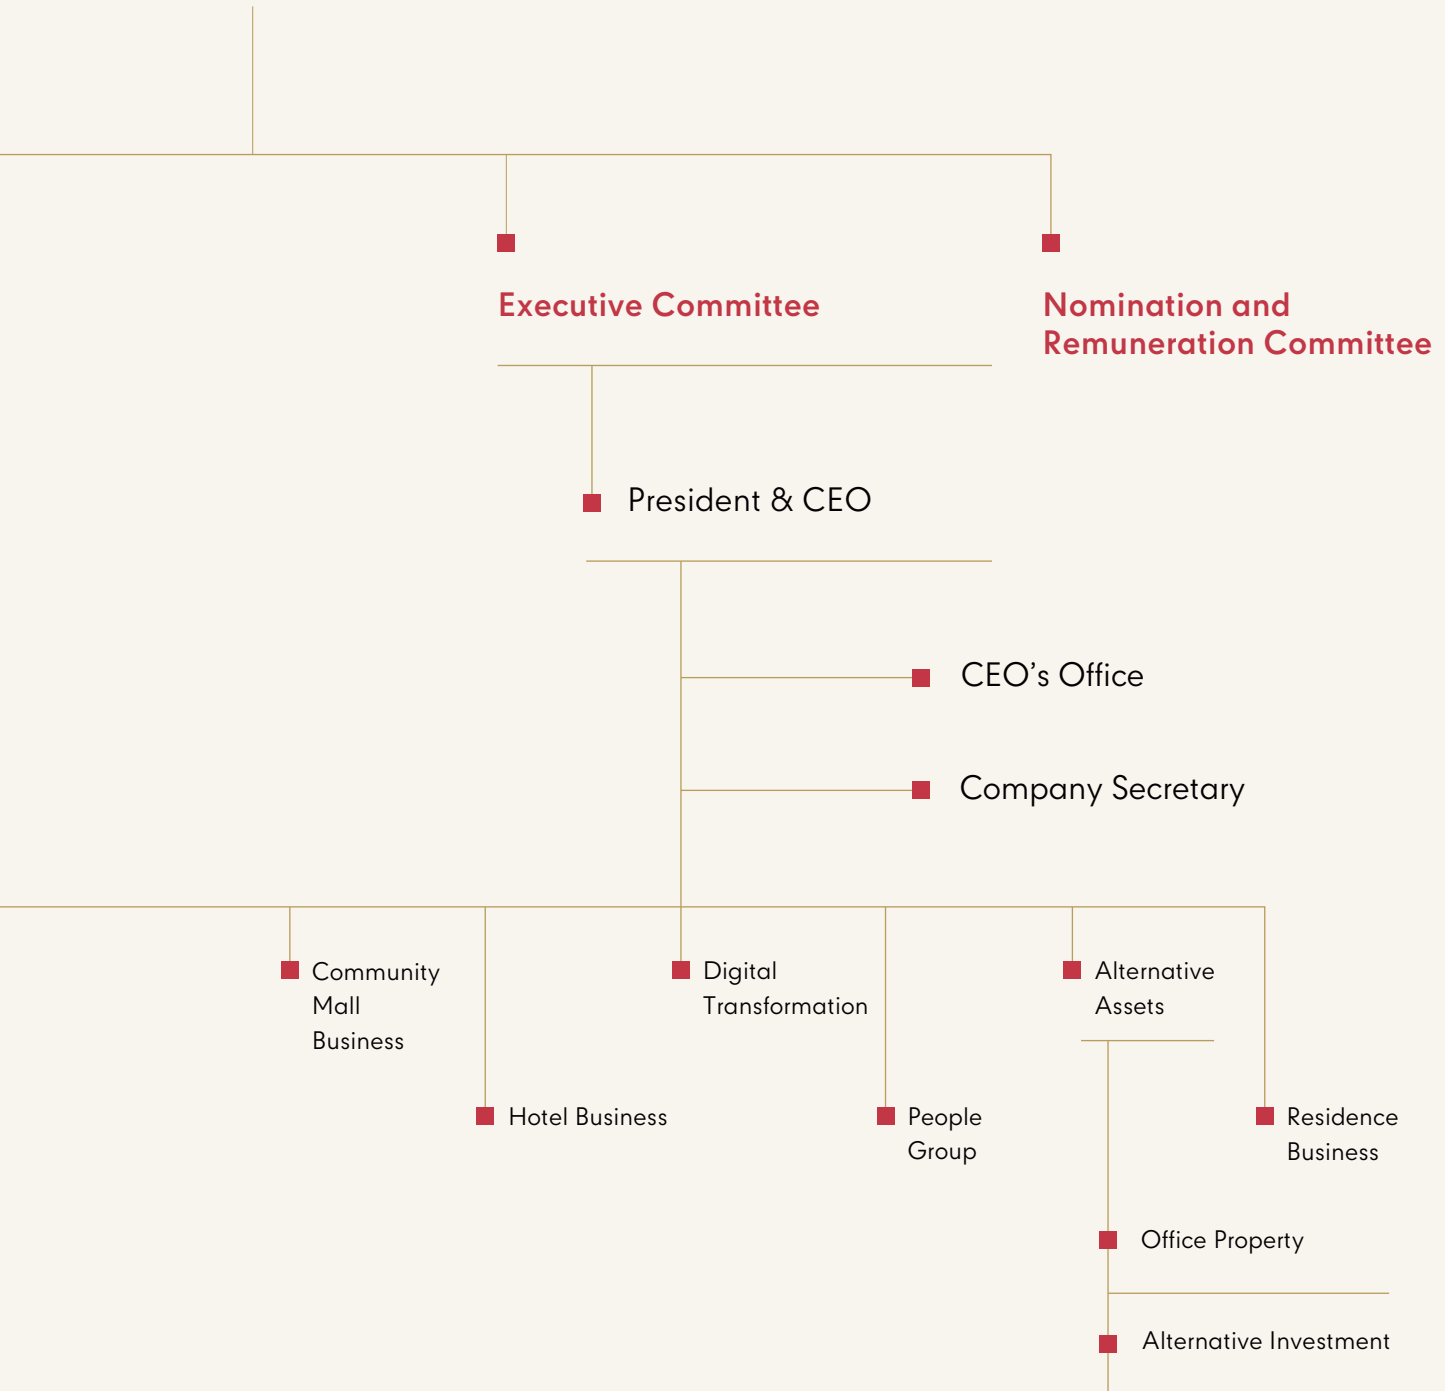 Executive Committee
Nomination and
Remuneration Committee
President & CEO
CEO’s Office
Company Secretary
Community
Mall
Business
Digital
Transformation
Alternative
Assets
Hotel Business
People
Group
Residence
Business
Office Property
Alternative Investment